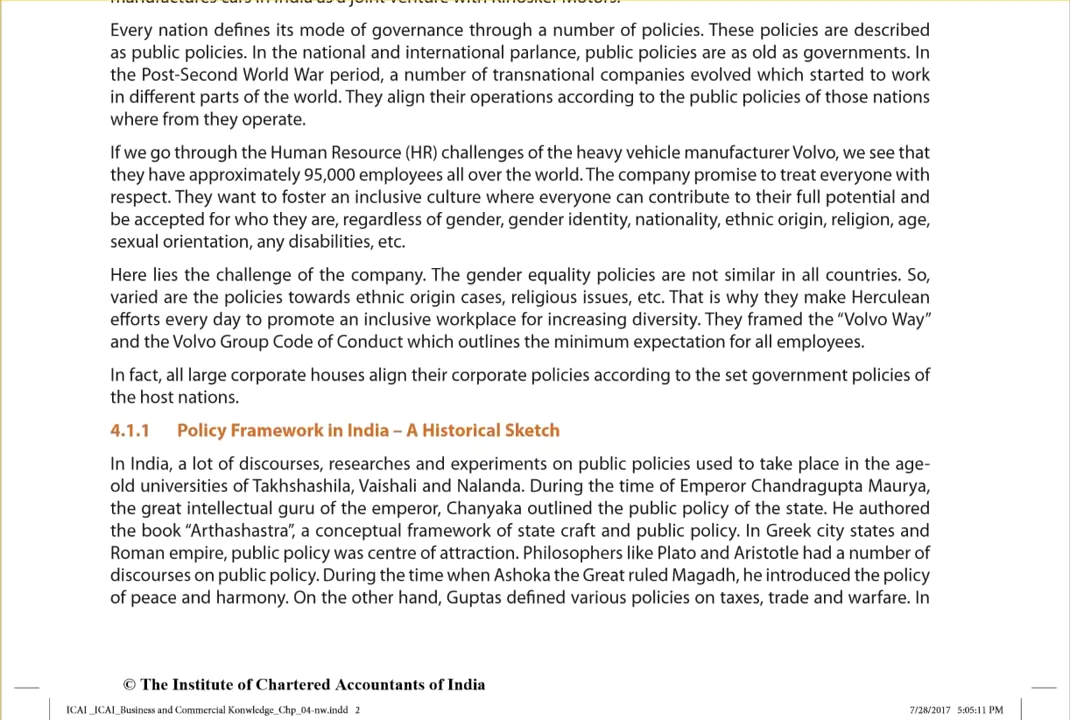 Every nation defines its mode of governance through a number of policies. These policies are described
as public policies. In the national and international parlance, public policies are as old as governments. In
the Post-Second World War period, a number of transnational companies evolved which started to work
in different parts of the world. They align their operations according to the public policies of those nations
where from they operate.
If we go through the Human Resource (HR) challenges of the heavy vehicle manufacturer Volvo, we see that
they have approximately 95,000 employees all over the world. The company promise to treat everyone with
respect. They want to foster an inclusive culture where everyone can contribute to their full potential and
be accepted for who they are, regardless of gender, gender identity, nationality, ethnic origin, religion, age,
sexual orientation, any disabilities, etc.
Here lies the challenge of the company. The gender equality policies are not similar in all countries. So,
varied are the policies towards ethnic origin cases, religious issues, etc. That is why they make Herculean
efforts every day to promote an inclusive workplace for increasing diversity. They framed the “Volvo Way”
and the Volvo Group Code of Conduct which outlines the minimum expectation for all employees.
In fact, all large corporate houses align their corporate policies according to the set government policies of
the host nations.
4.1.1 Policy Framework in India – A Historical Sketch
In India, a lot of discourses, researches and experiments on public policies used to take place in the age-
old universities of Takhshashila, Vaishali and Nalanda. During the time of Emperor Chandragupta Maurya,
the great intellectual guru of the emperor, Chanyaka outlined the public policy of the state. He authored
the book “Arthashastra”, a conceptual framework of state craft and public policy. In Greek city states and
Roman empire, public policy was centre of attraction. Philosophers like Plato and Aristotle had a number of
discourses on public policy. During the time when Ashoka the Great ruled Magadh, he introduced the policy
of peace and harmony. On the other hand, Guptas defined various policies on taxes, trade and warfare. In
© The Institute of Chartered Accountants of India
ICAI _ICAI_Business and Commercial Konwledge_Chp_04-nw.indd 2 7/28/2017 5:05:11 PM